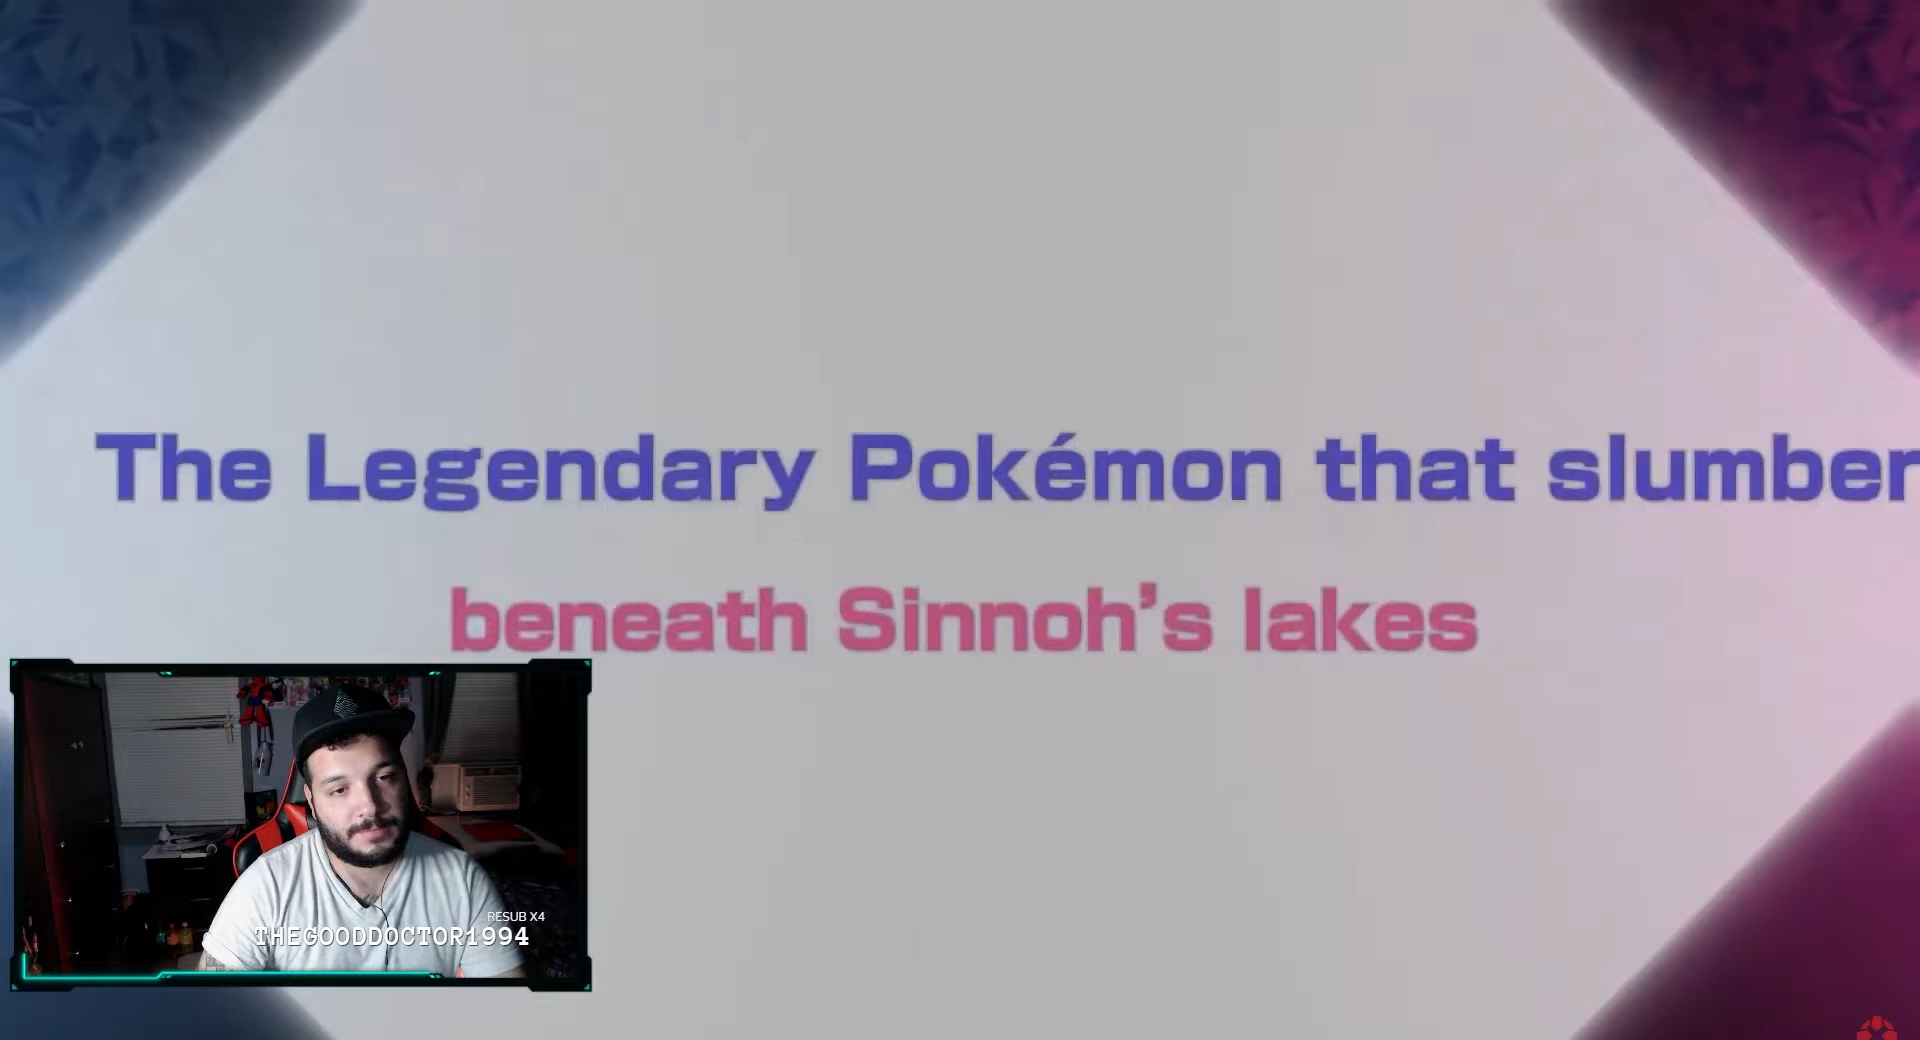 The Legendary Pokémon that slumber
beneath Sinnoh's lakes
RESUB X4
THEGOODDOCTOR1994